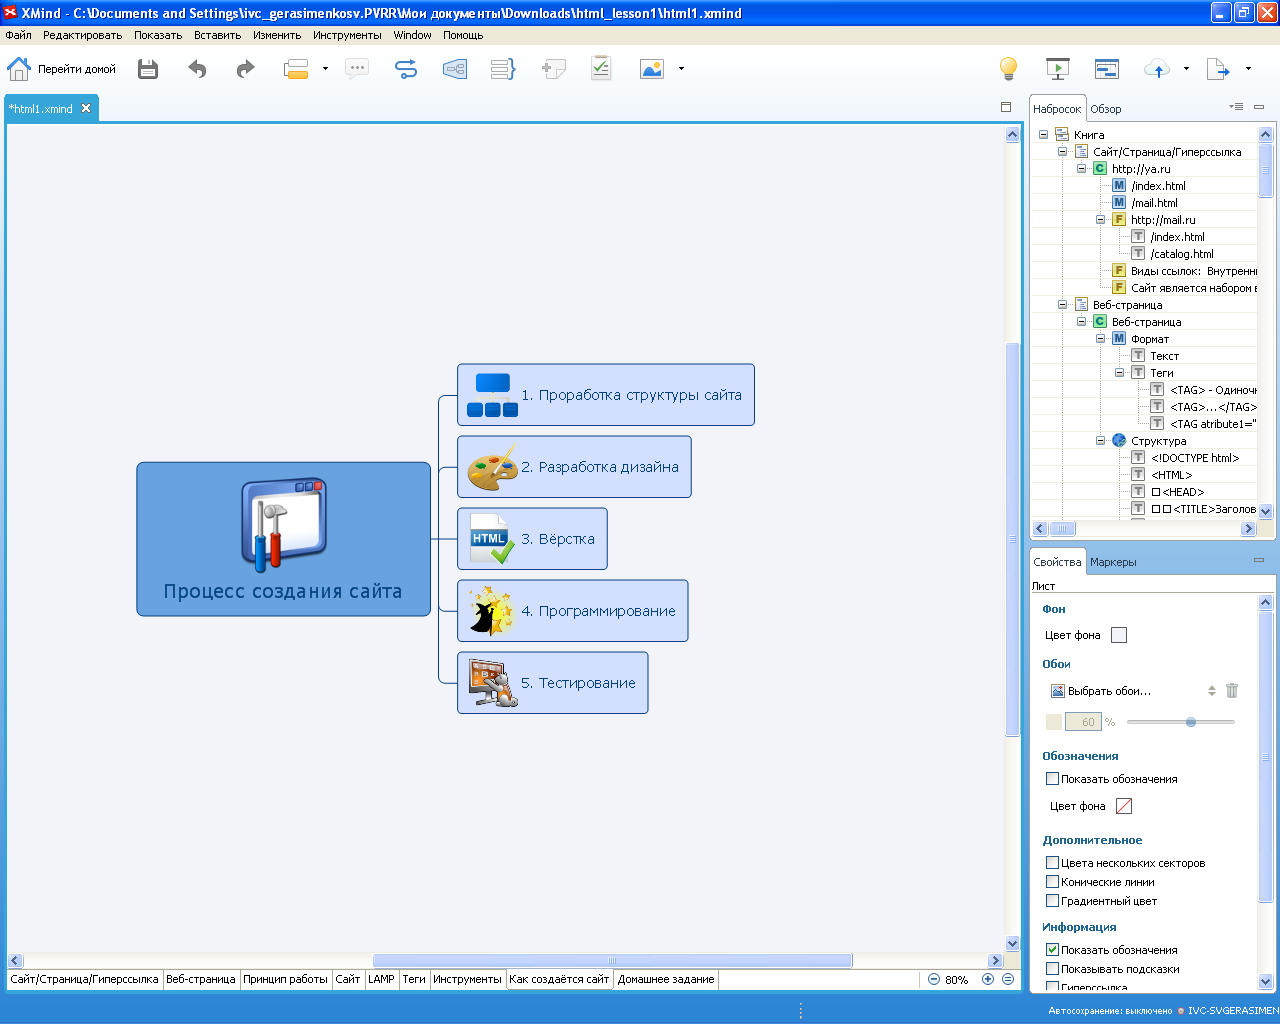 XMind - C:\Documents and Settings\ivc_gerasimenkosv.PVRR\Мои документы\Downloads\html_lesson1\html1.xmind
Файл Редактировать Показать Вставить Изменить Инструменты Window Помощь
Перейти домой
*html1.xmind
Набросок Обзор
Книга
Сайт/Страница/Гиперссылка
C http://ya.ru
M /index.html
M /mail.html
F http://mail.ru
T /index.html
T /catalog.html
F Виды ссылок: Внутренн
F Сайт является набором в
Веб-страница
C Веб-страница
M Формат
T Текст
T Теги
T <TAG> - Одиночн
T <TAG>...</TAG>
T <TAG atribute1="
Структура
T <!DOCTYPE html>
T <HTML>
T <HEAD>
T <TITLE>Заголов
1. Проработка структуры сайта
2. Разработка дизайна
HTML
3. Вёрстка
Процесс создания сайта
4. Программирование
5. Тестирование
Свойства Маркеры
Лист
Фон
Цвет фона
Обои
Выбрать обои...
60 %
Обозначения
Показать обозначения
Цвет фона
Дополнительное
Цвета нескольких секторов
Конические линии
Градиентный цвет
Информация
Показать обозначения
Показывать подсказки
Гиперссылка
Сайт/Страница/Гиперссылка Веб-страница Принцип работы Сайт LAMP Теги Инструменты Как создаётся сайт Домашнее задание
80%
Автосохранение: выключено IVC-SVGERASIMEN